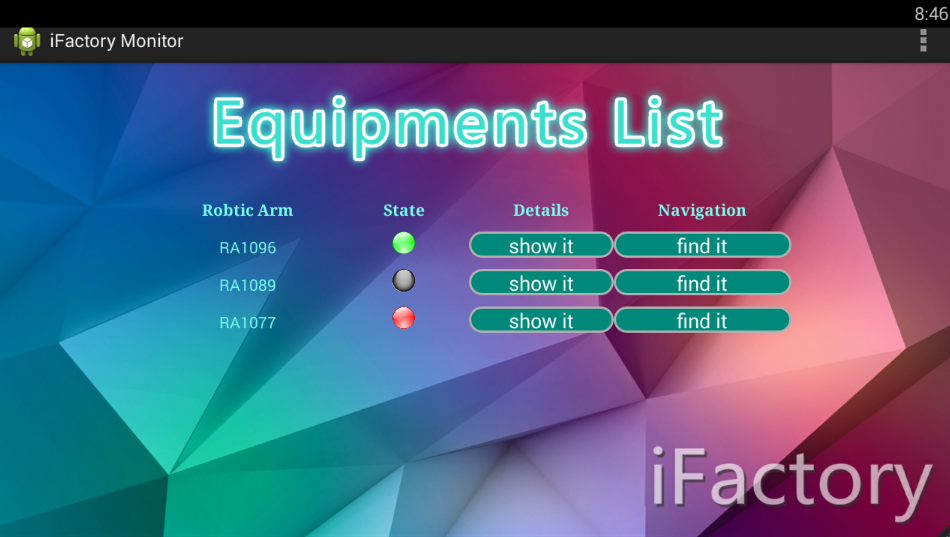 8:46
iFactory Monitor
Equipments List
Robtic Arm State Details Navigation
RA1096 show it find it
RA1089 show it find it
RA1077 show it find it
iFactory